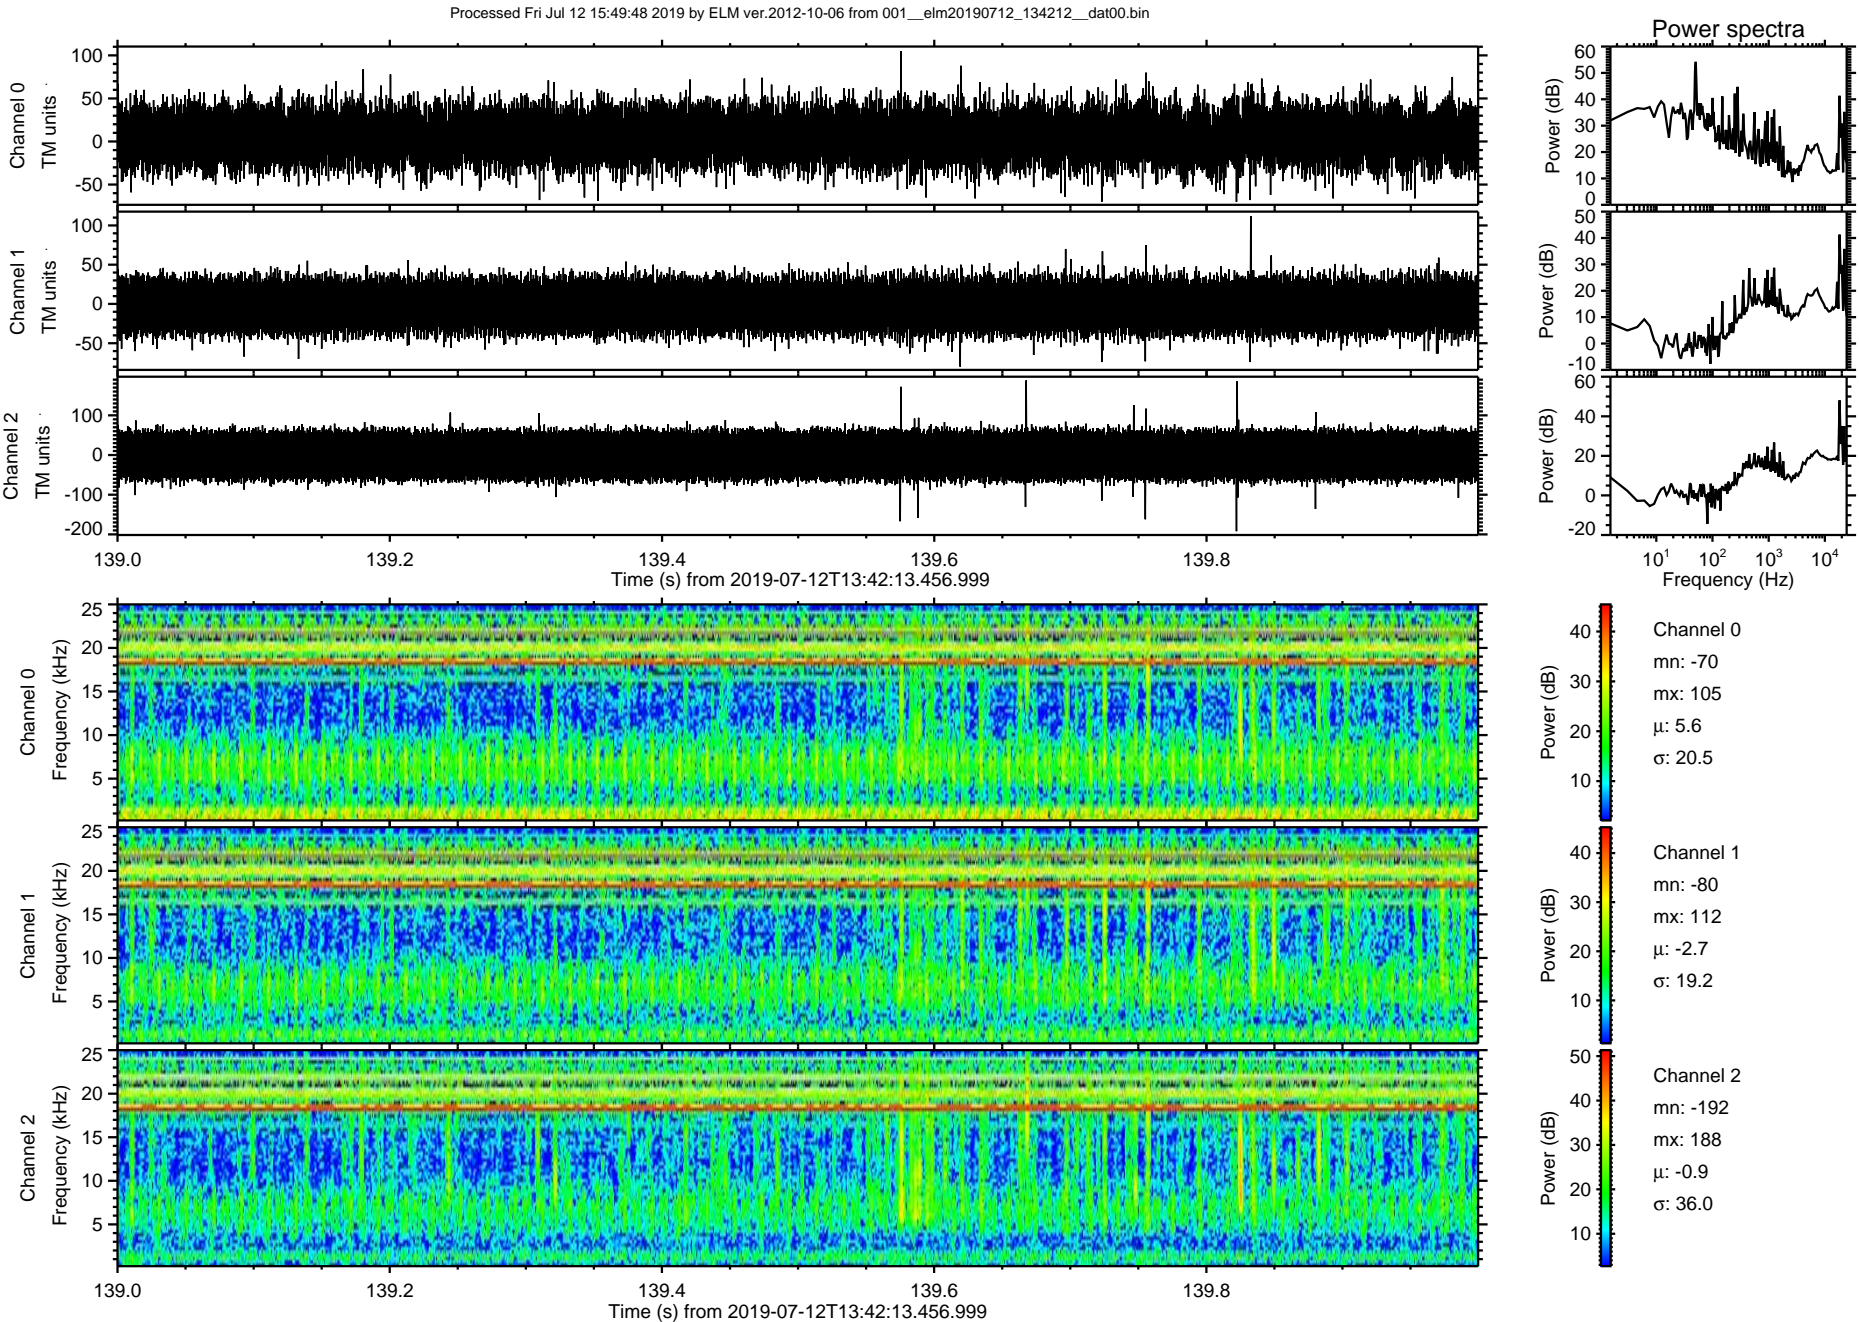 Processed Fri Jul 12 15:49:48 2019 by ELM ver.2012-10-06 from 001__elm20190712_134212__dat00.bin
Power spectra
Channel 0
TM units
100
50
0
-50
Power (dB)
60
50
40
30
20
10
0
Channel 1
TM units
100
50
0
-50
Power (dB)
50
40
30
20
10
0
-10
Channel 2
TM units
100
0
-100
-200
Power (dB)
60
40
20
0
-20
139.0 139.2 139.4 139.6 139.8
Time (s) from 2019-07-12T13:42:13.456.999
10^1 10^2 10^3 10^4
Frequency (Hz)
Channel 0
Frequency (kHz)
25
20
15
10
5
Power (dB)
40
30
20
10
Channel 0
mn: -70
mx: 105
μ: 5.6
σ: 20.5
Channel 1
Frequency (kHz)
25
20
15
10
5
Power (dB)
40
30
20
10
Channel 1
mn: -80
mx: 112
μ: -2.7
σ: 19.2
Channel 2
Frequency (kHz)
25
20
15
10
5
Power (dB)
50
40
30
20
10
Channel 2
mn: -192
mx: 188
μ: -0.9
σ: 36.0
139.0 139.2 139.4 139.6 139.8
Time (s) from 2019-07-12T13:42:13.456.999